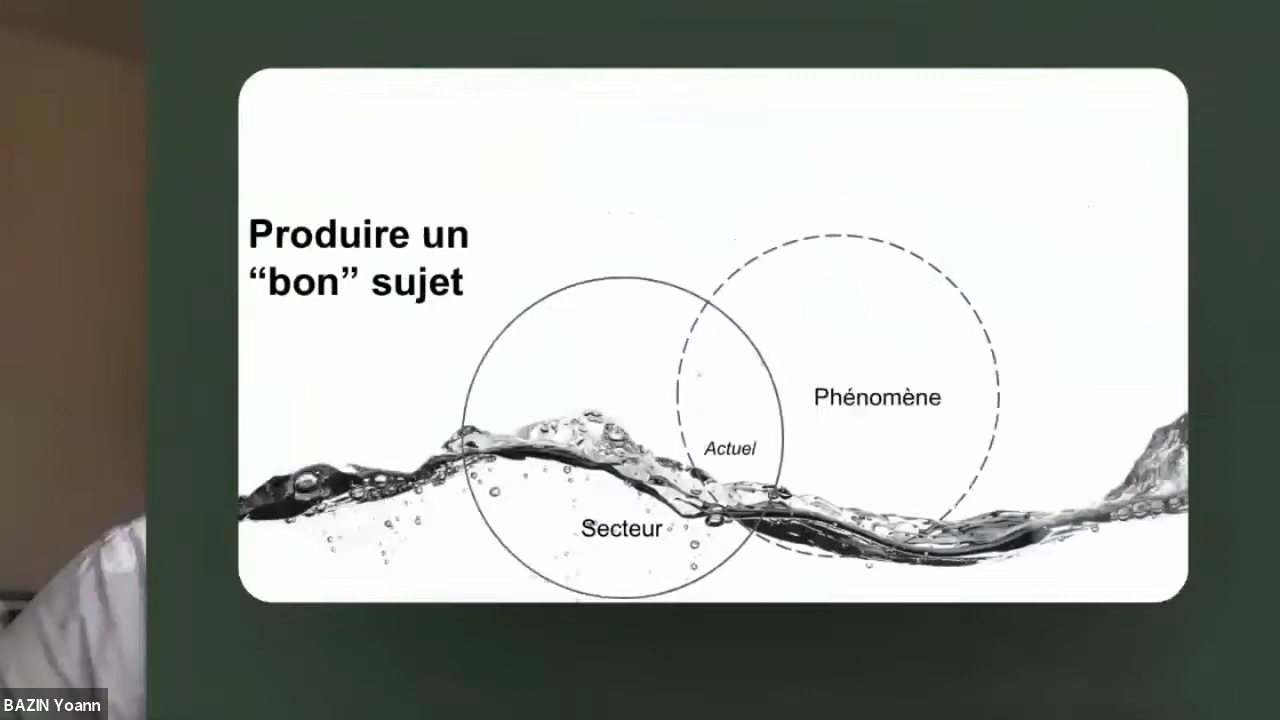 Produire un
“bon” sujet
Phénomène
Actuel
Secteur
BAZIN Yoann